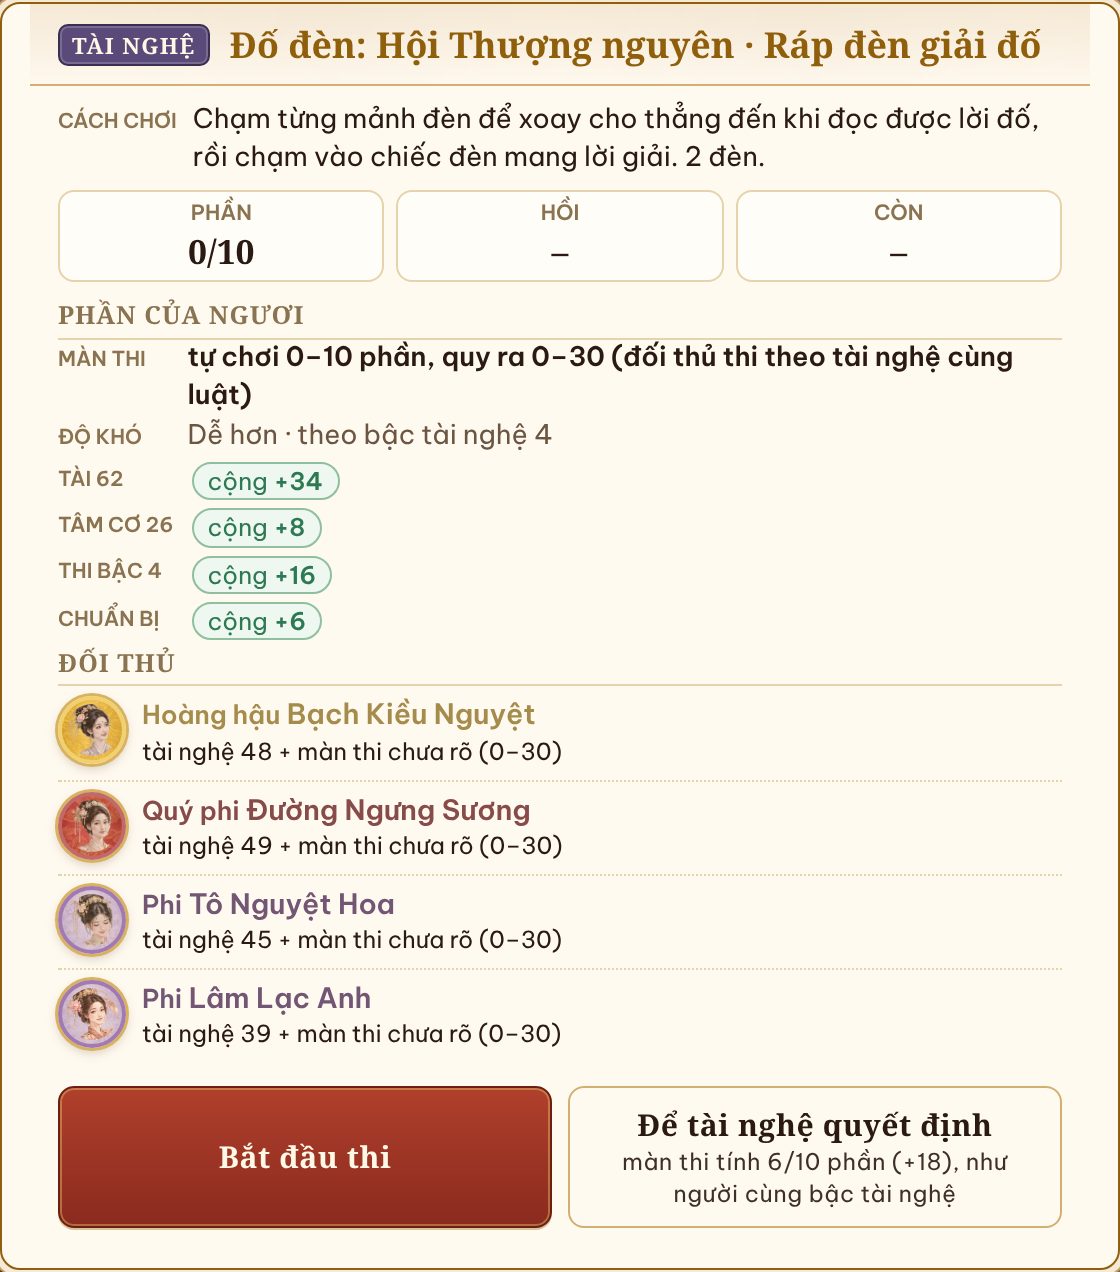 TÀI NGHỆ Đố đèn: Hội Thượng nguyên · Ráp đèn giải đố
CÁCH CHƠI Chạm từng mảnh đèn để xoay cho thẳng đến khi đọc được lời đố,
rồi chạm vào chiếc đèn mang lời giải. 2 đèn.
PHẦN HỒI CÒN
0/10 – –
PHẦN CỦA NGƯƠI
MÀN THI tự chơi 0–10 phần, quy ra 0–30 (đối thủ thi theo tài nghệ cùng
luật)
ĐỘ KHÓ Dễ hơn · theo bậc tài nghệ 4
TÀI 62 cộng +34
TÂM CƠ 26 cộng +8
THI BẬC 4 cộng +16
CHUẨN BỊ cộng +6
ĐỐI THỦ
Hoàng hậu Bạch Kiều Nguyệt
tài nghệ 48 + màn thi chưa rõ (0–30)
Quý phi Đường Ngưng Sương
tài nghệ 49 + màn thi chưa rõ (0–30)
Phi Tô Nguyệt Hoa
tài nghệ 45 + màn thi chưa rõ (0–30)
Phi Lâm Lạc Anh
tài nghệ 39 + màn thi chưa rõ (0–30)
Bắt đầu thi
Để tài nghệ quyết định
màn thi tính 6/10 phần (+18), như
người cùng bậc tài nghệ